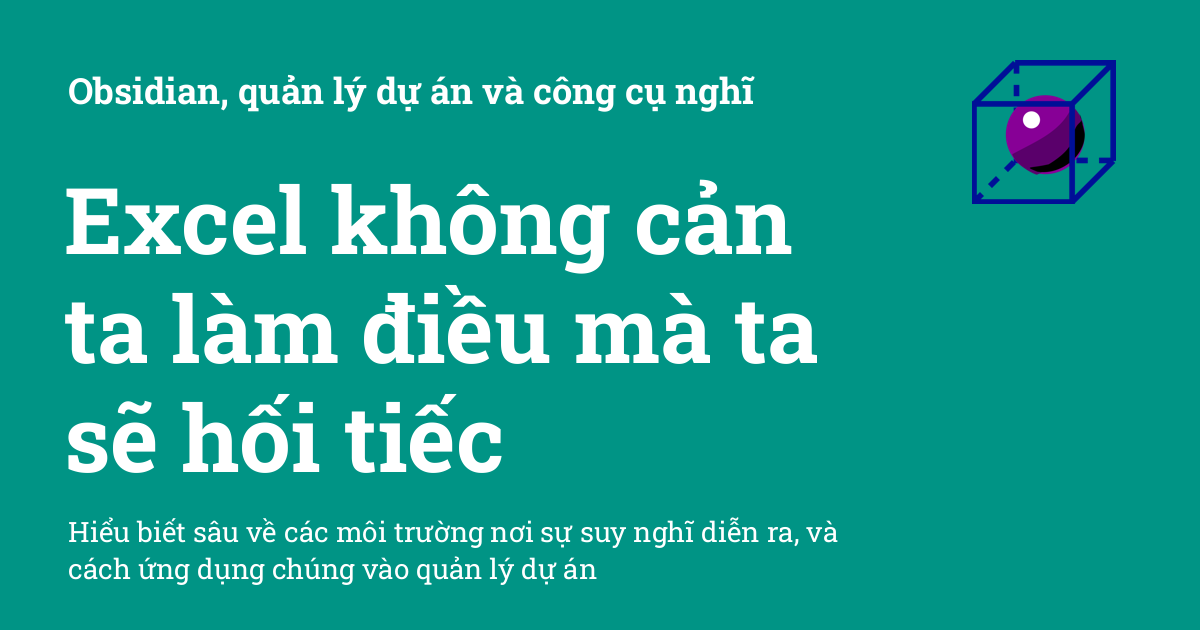 Obsidian, quản lý dự án và công cụ nghĩ
Excel không cản
ta làm điều mà ta
sẽ hối tiếc
Hiểu biết sâu về các môi trường nơi sự suy nghĩ diễn ra, và
cách ứng dụng chúng vào quản lý dự án